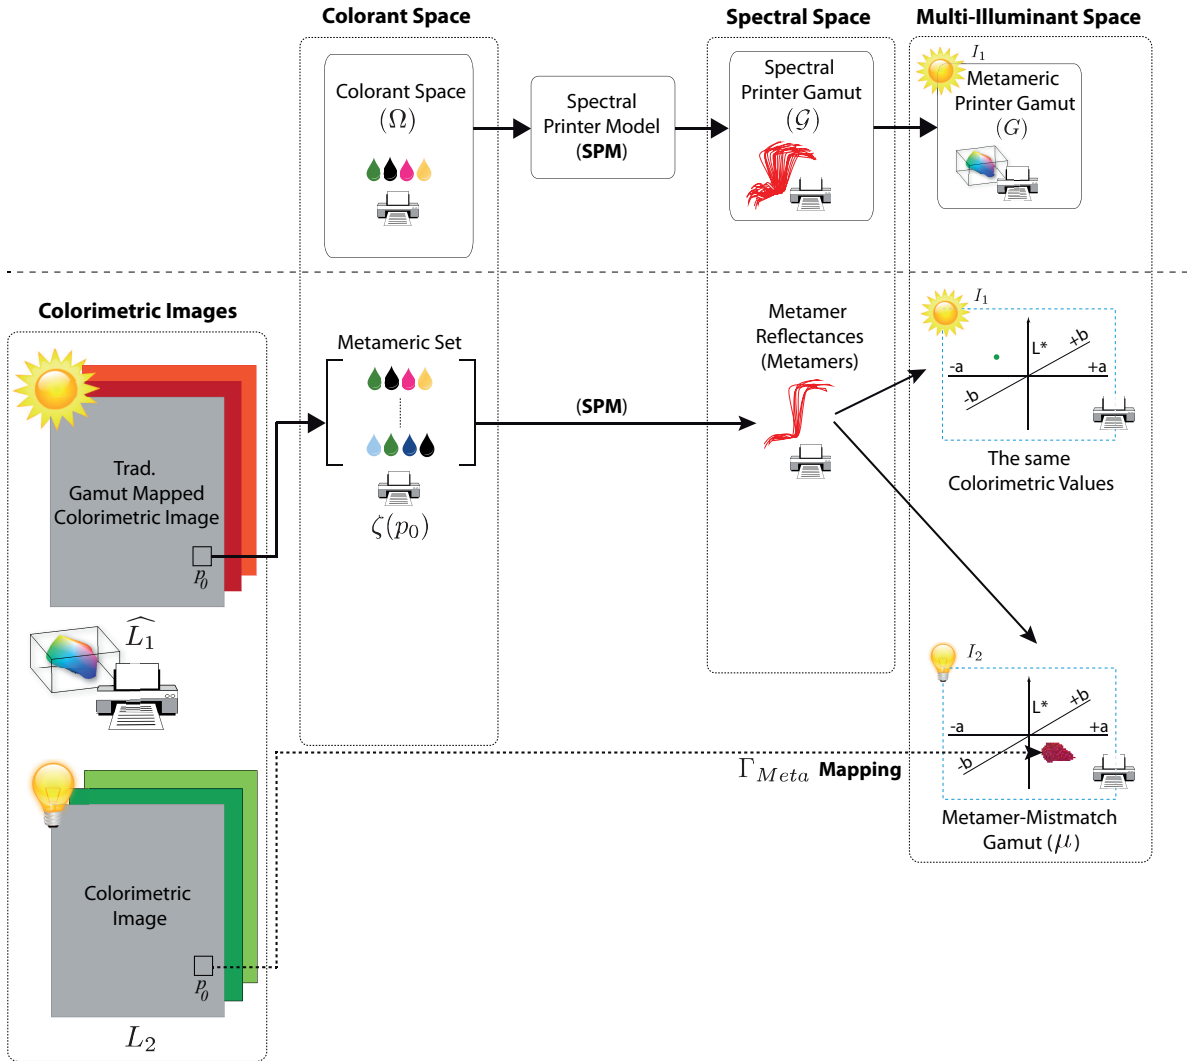 Colorant Space
Spectral Space
Multi-Illuminant Space
Colorant Space
(Ω)
Spectral
Printer Model
(SPM)
Spectral
Printer Gamut
(𝒢)
I₁
Metameric
Printer Gamut
(G)
Colorimetric Images
Trad.
Gamut Mapped
Colorimetric Image
p₀
L̂₁
Metameric Set
ζ(p₀)
(SPM)
Metamer
Reflectances
(Metamers)
I₁
L*
+b
-a
+a
-b
The same
Colorimetric Values
I₂
L*
+b
-a
+a
-b
Γ_Meta Mapping
Metamer-Mistmatch
Gamut (μ)
Colorimetric
Image
p₀
L₂